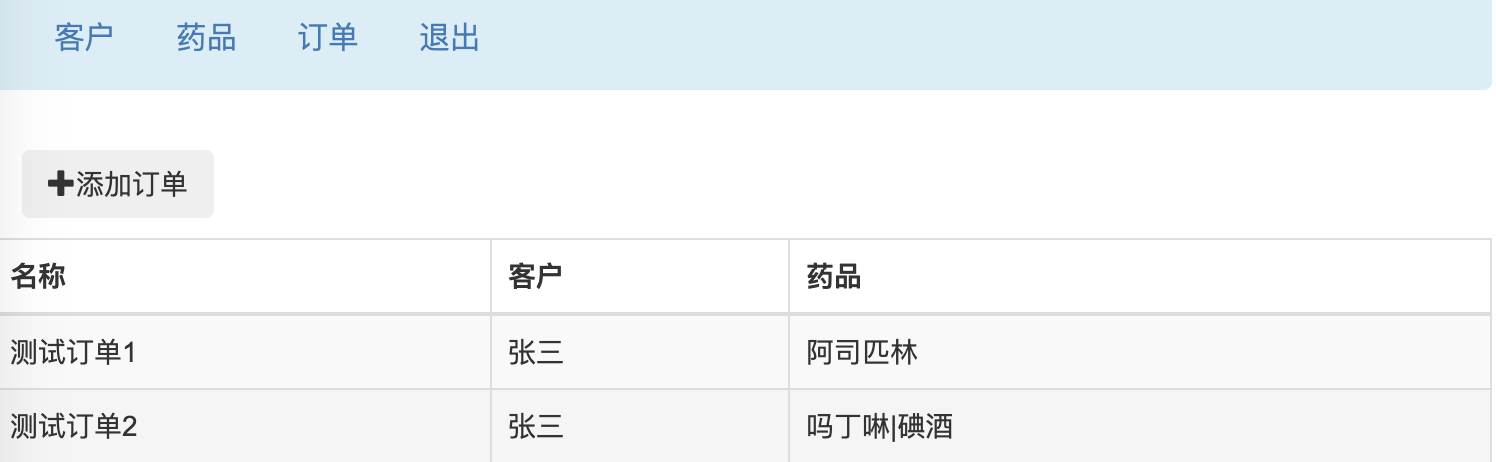 客户 药品 订单 退出
添加订单
名称 客户 药品
测试订单1 张三 阿司匹林
测试订单2 张三 吗丁啉|碘酒